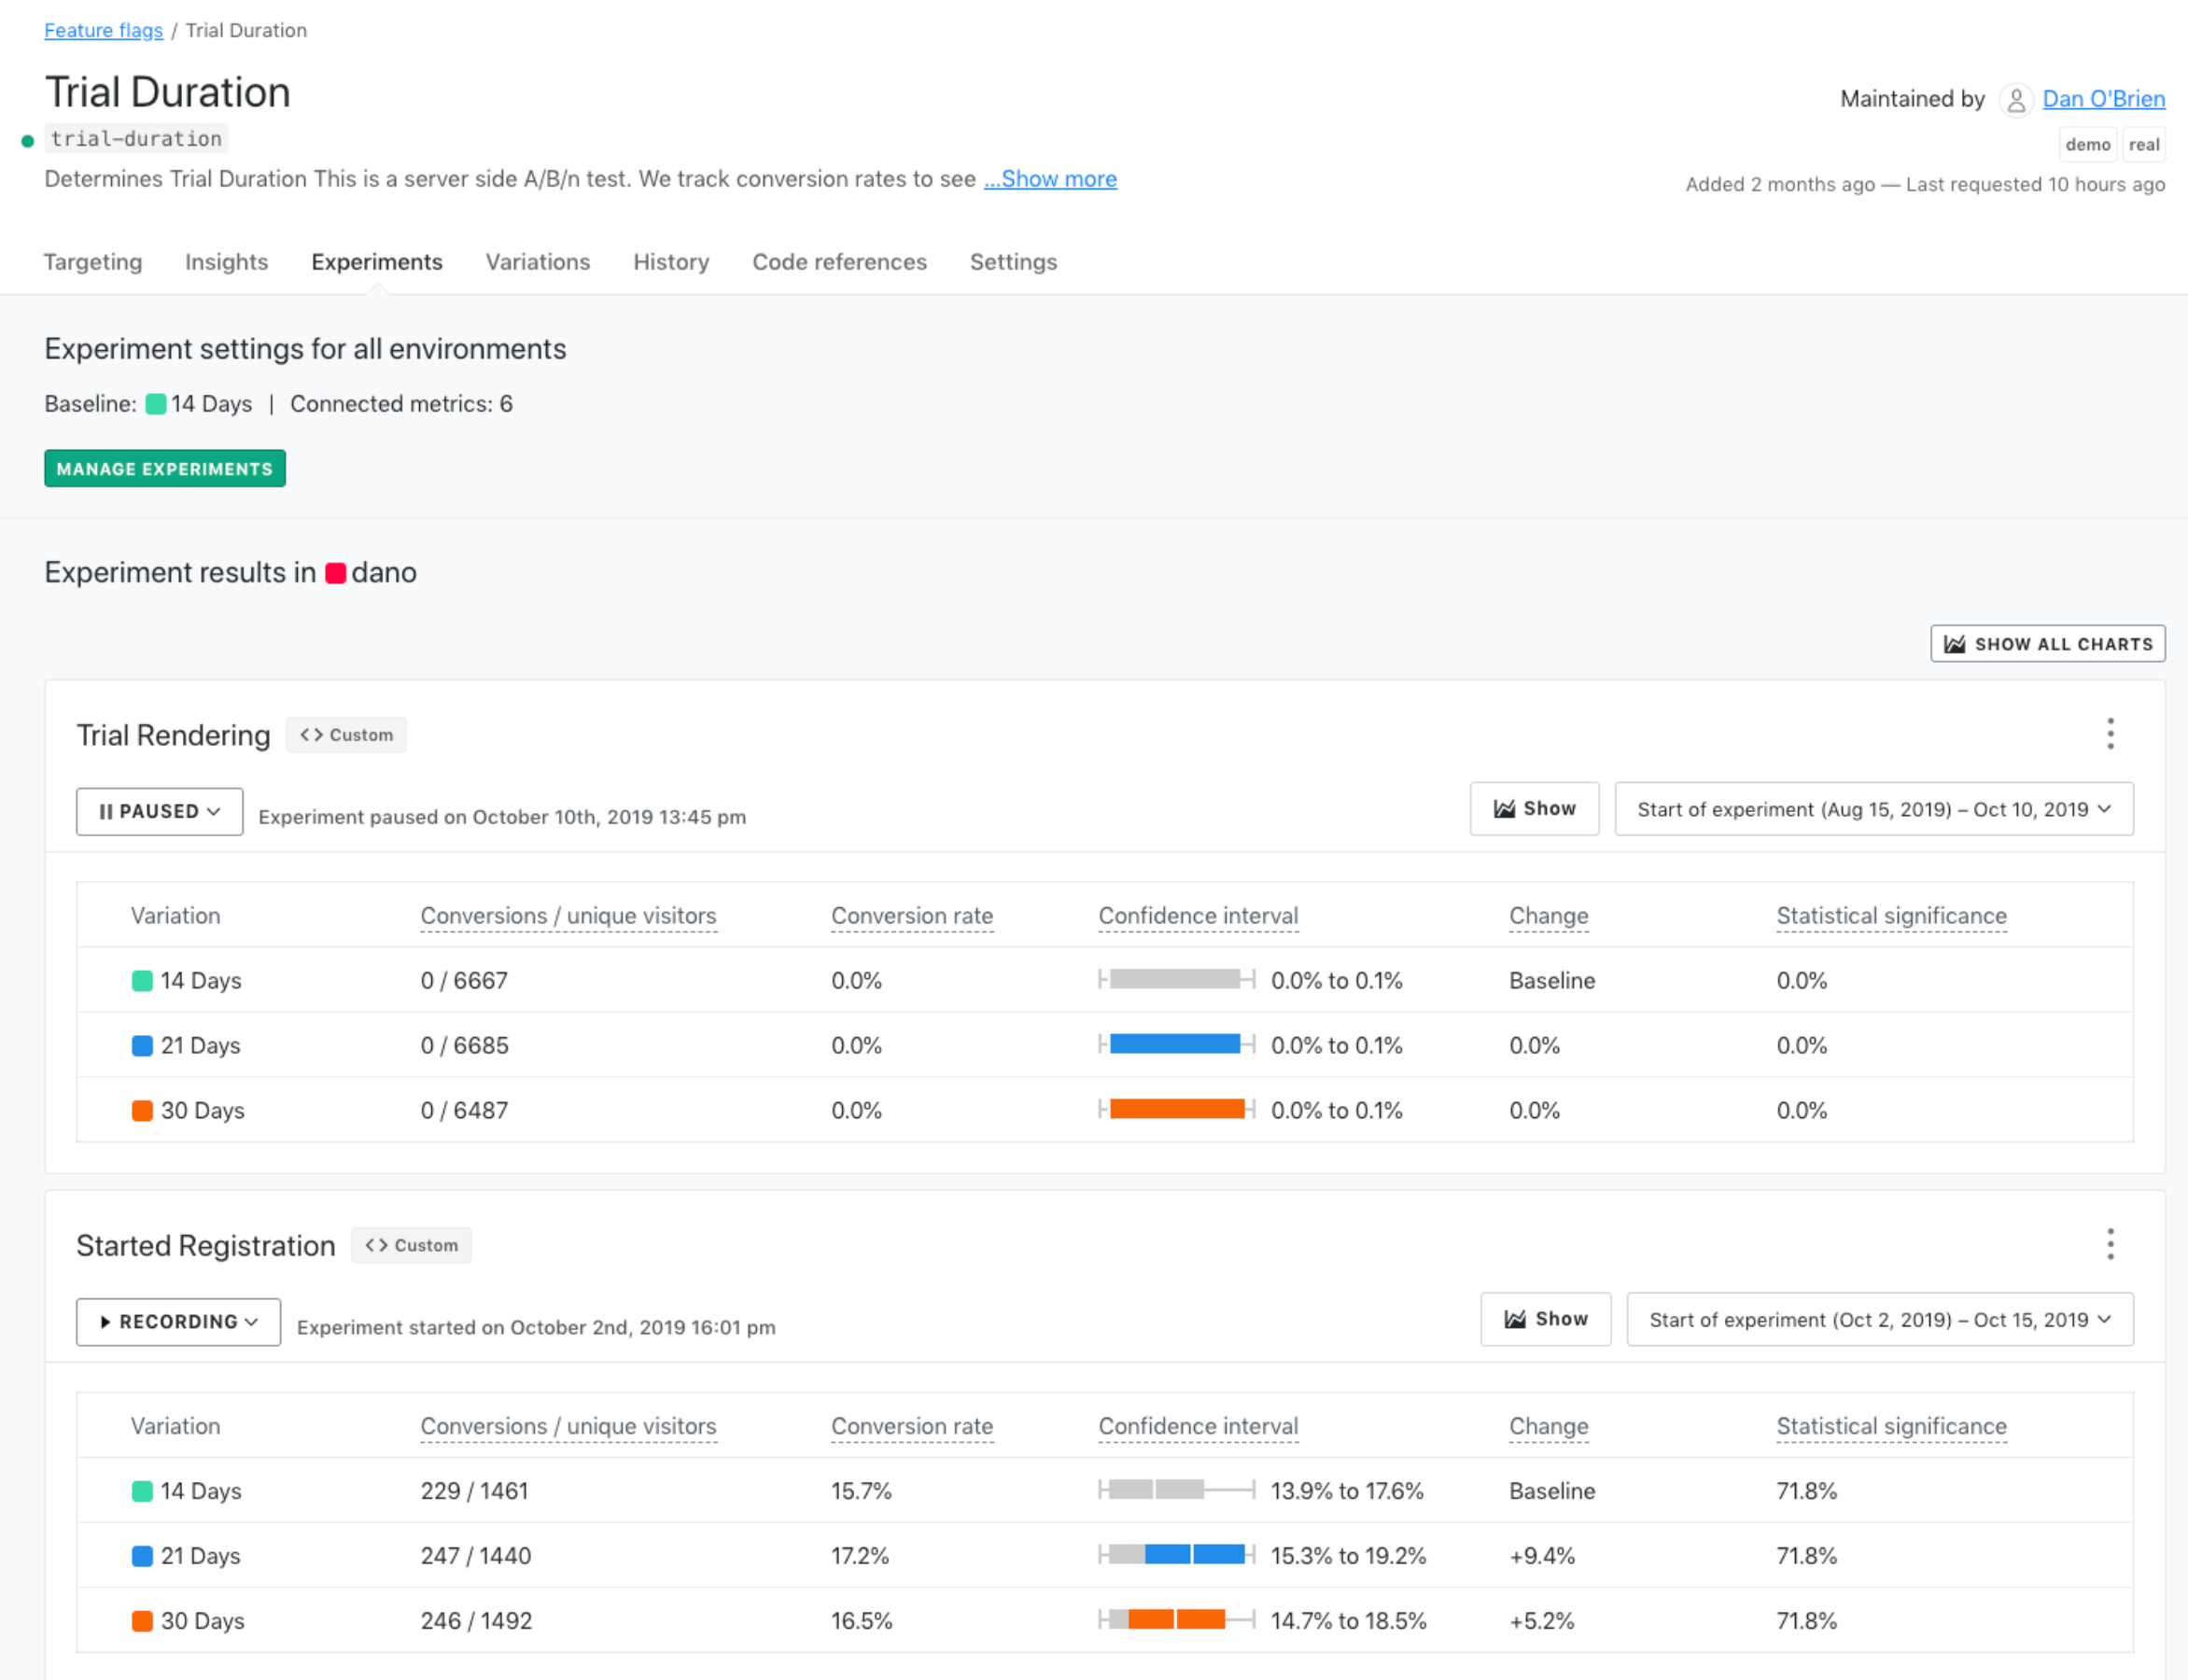 Feature flags / Trial Duration
Trial Duration
Maintained by Dan O'Brien
trial-duration
demo real
Determines Trial Duration This is a server side A/B/n test. We track conversion rates to see ...Show more
Added 2 months ago — Last requested 10 hours ago
Targeting Insights Experiments Variations History Code references Settings
Experiment settings for all environments
Baseline: 14 Days | Connected metrics: 6
MANAGE EXPERIMENTS
Experiment results in dano
SHOW ALL CHARTS
Trial Rendering <> Custom
PAUSED Experiment paused on October 10th, 2019 13:45 pm Show Start of experiment (Aug 15, 2019) – Oct 10, 2019
Variation Conversions / unique visitors Conversion rate Confidence interval Change Statistical significance
14 Days 0 / 6667 0.0% 0.0% to 0.1% Baseline 0.0%
21 Days 0 / 6685 0.0% 0.0% to 0.1% 0.0% 0.0%
30 Days 0 / 6487 0.0% 0.0% to 0.1% 0.0% 0.0%
Started Registration <> Custom
RECORDING Experiment started on October 2nd, 2019 16:01 pm Show Start of experiment (Oct 2, 2019) – Oct 15, 2019
Variation Conversions / unique visitors Conversion rate Confidence interval Change Statistical significance
14 Days 229 / 1461 15.7% 13.9% to 17.6% Baseline 71.8%
21 Days 247 / 1440 17.2% 15.3% to 19.2% +9.4% 71.8%
30 Days 246 / 1492 16.5% 14.7% to 18.5% +5.2% 71.8%